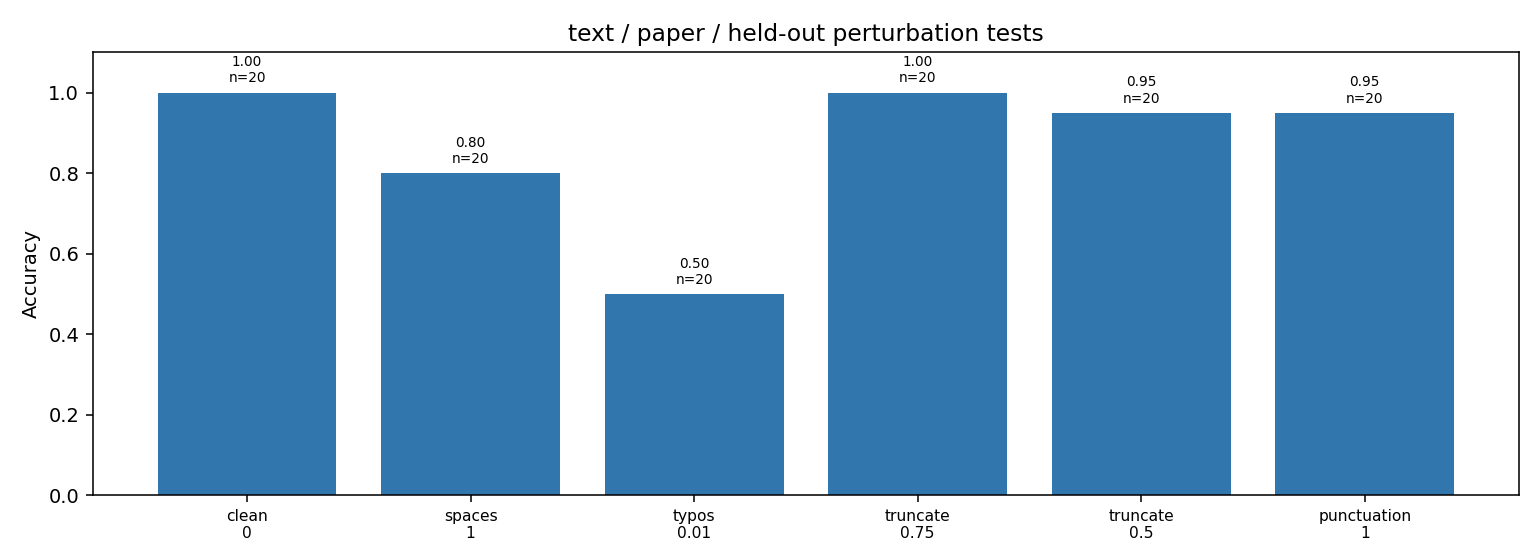 text / paper / held-out perturbation tests
Accuracy
1.0
0.8
0.6
0.4
0.2
0.0
1.00
n=20
0.80
n=20
0.50
n=20
1.00
n=20
0.95
n=20
0.95
n=20
clean
0
spaces
1
typos
0.01
truncate
0.75
truncate
0.5
punctuation
1